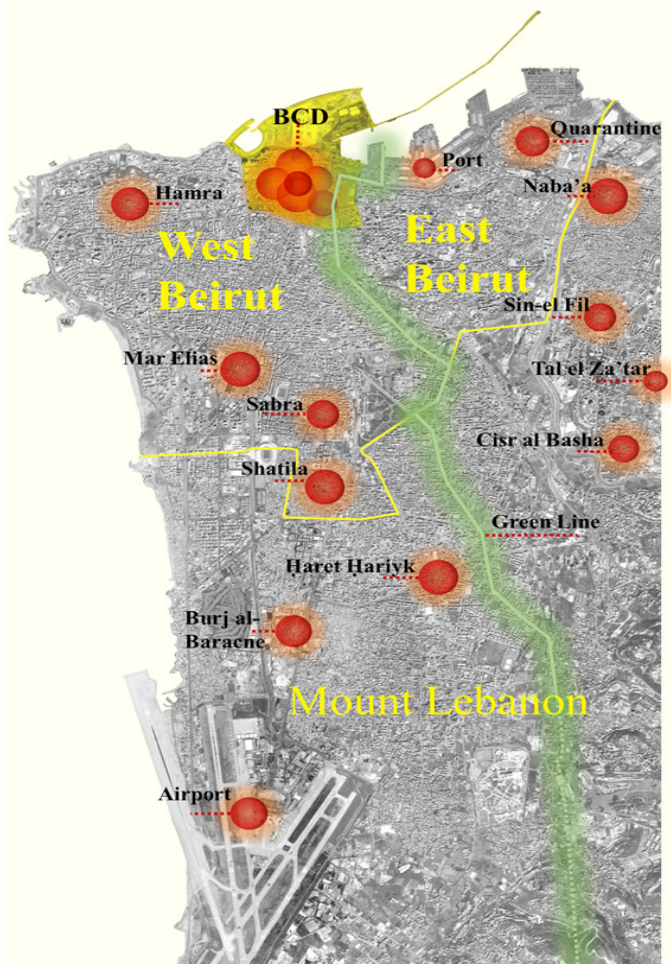 BCD
Quarantine
Port
Naba'a
Hamra
West
Beirut
East
Beirut
Sin-el Fil
Mar Elias
Tal el Za'tar
Sabra
Cisr al Basha
Shatila
Green Line
Haret Hariyk
Burj al-
Baracne
Mount Lebanon
Airport